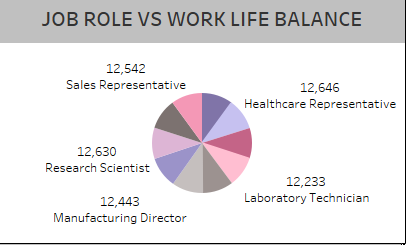 JOB ROLE VS WORK LIFE BALANCE
12,542
Sales Representative
12,646
Healthcare Representative
12,630
Research Scientist
12,233
Laboratory Technician
12,443
Manufacturing Director